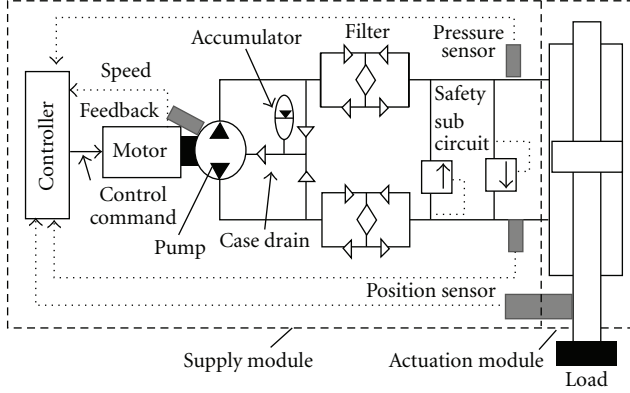 Accumulator
Filter
Pressure
sensor
Speed
Feedback
Controller
Motor
Safety
sub
circuit
Control
command
Pump
Case drain
Position sensor
Supply module
Actuation module
Load